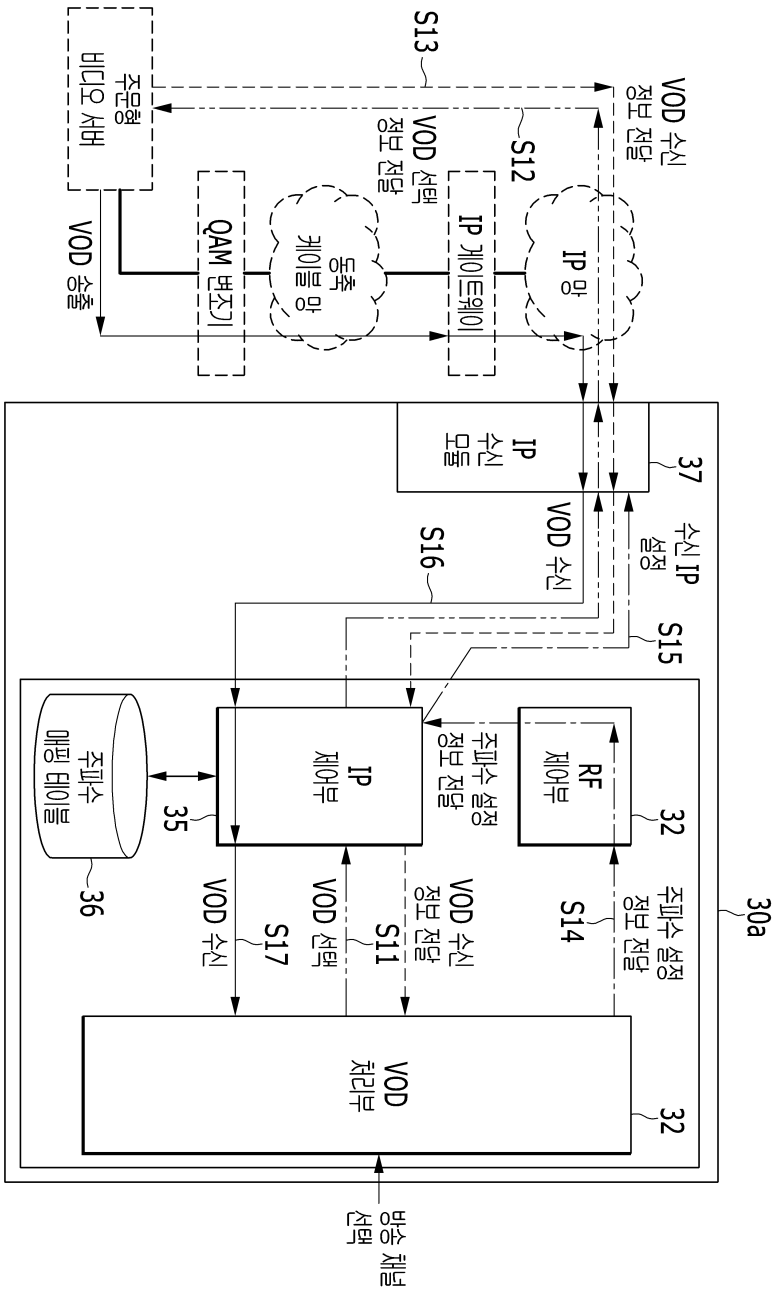 30a
방송 채널
선택
32
VOD
처리부
주파수 설정
정보 전달
S14
VOD 수신
정보 전달
S11
VOD 선택
S17
VOD 수신
32
RF
제어부
주파수 설정
정보 전달
IP
제어부
35
주파수
매핑 테이블
36
S15
수신 IP
설정
VOD 수신
S16
37
IP
수신
모듈
VOD 수신
정보 전달
S13
S12
VOD 선택
정보 전달
IP 망
IP 게이트웨이
동축
케이블 망
QAM 변조기
VOD 송출
주문형
비디오 서버